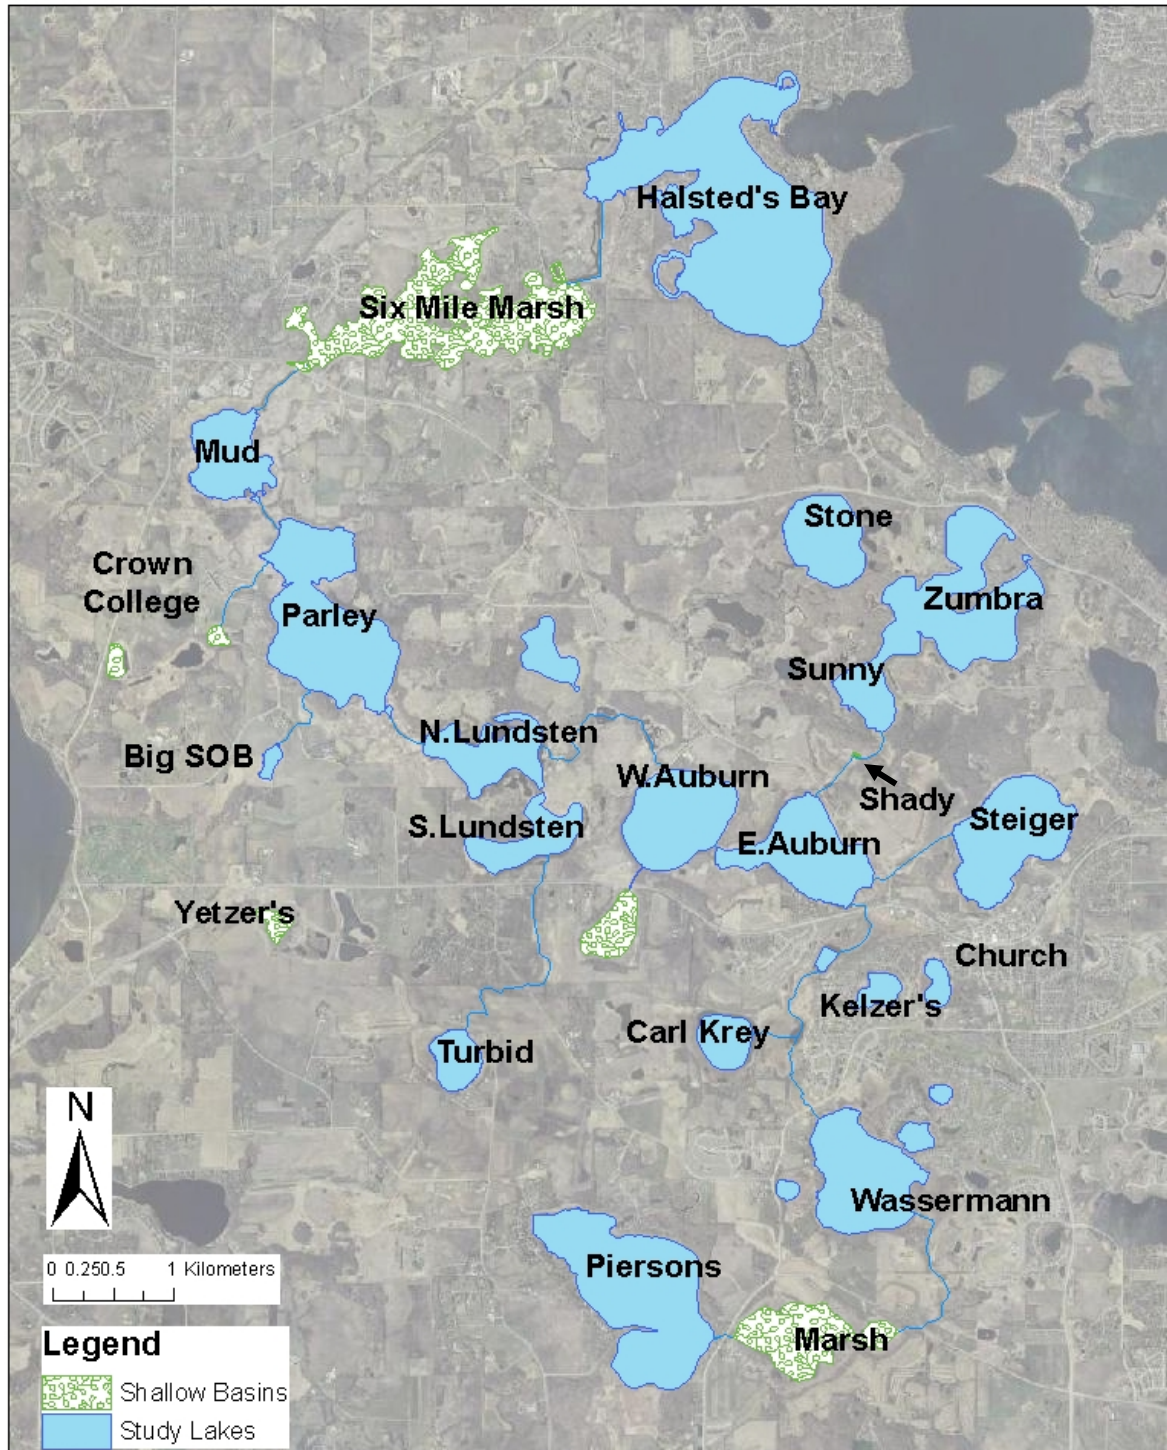 Halsted's Bay
Six Mile Marsh
Mud
Stone
Crown
College
Zumbra
Parley
Sunny
N.Lundsten
Big SOB
W.Auburn
Shady
Steiger
S.Lundsten
E.Auburn
Yetzer's
Church
Kelzer's
Carl Krey
Turbid
N
Wassermann
Piersons
0 0.250.5 1 Kilometers
Marsh
Legend
Shallow Basins
Study Lakes